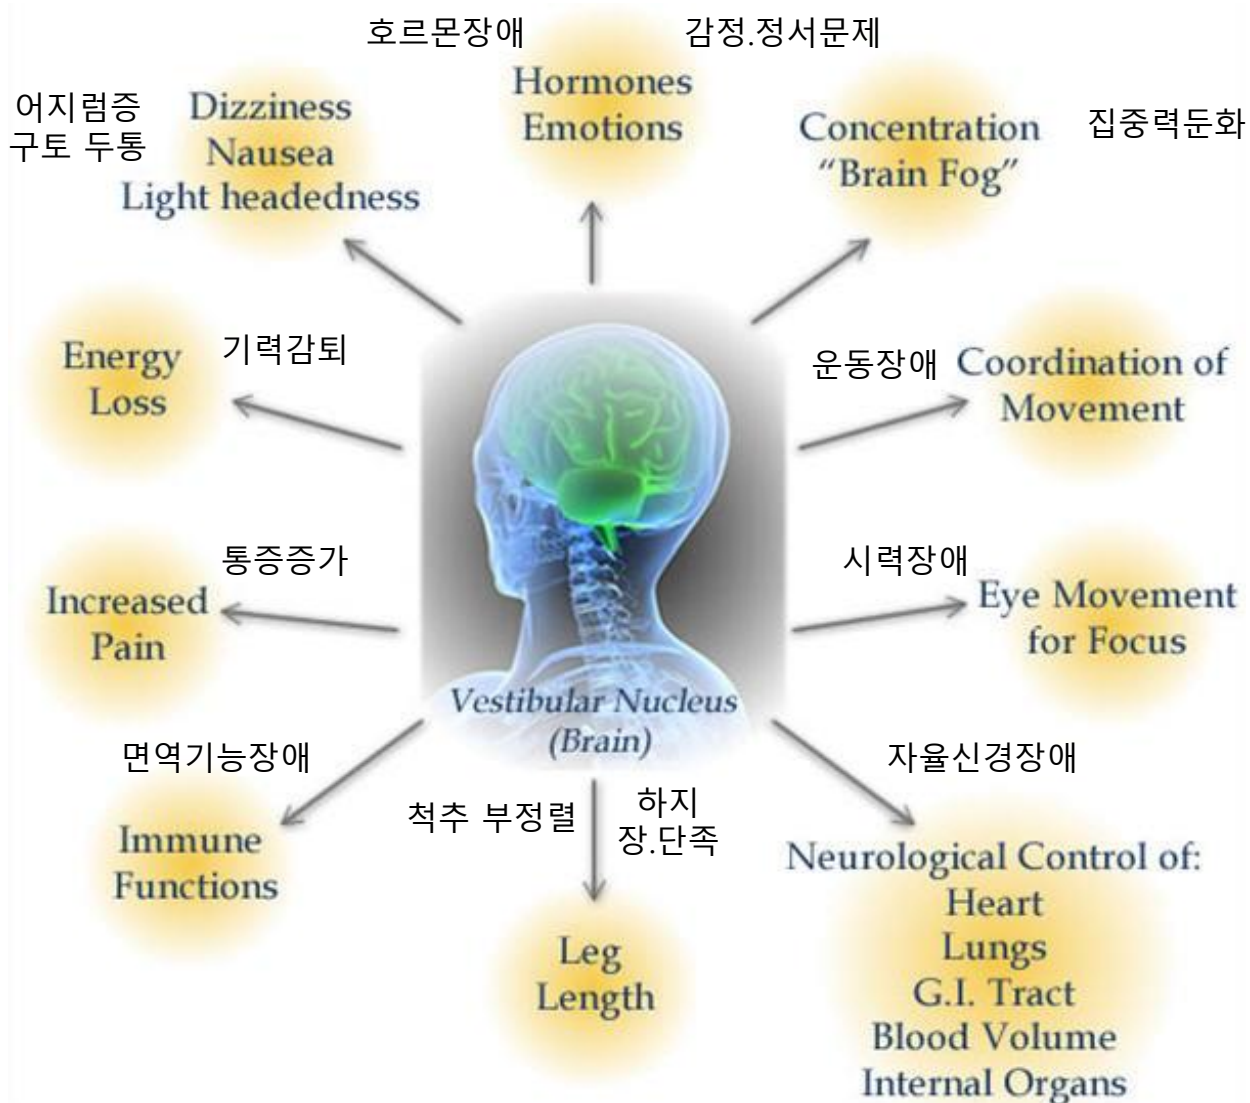 호르몬장애
감정.정서문제
Hormones
Emotions
어지럼증
구토 두통
Dizziness
Nausea
Light headedness
Concentration
“Brain Fog”
집중력둔화
Energy
Loss
기력감퇴
운동장애
Coordination of
Movement
통증증가
Increased
Pain
시력장애
Eye Movement
for Focus
Vestibular Nucleus
(Brain)
면역기능장애
Immune
Functions
척추 부정렬
하지
장.단족
Leg
Length
자율신경장애
Neurological Control of:
Heart
Lungs
G.I. Tract
Blood Volume
Internal Organs